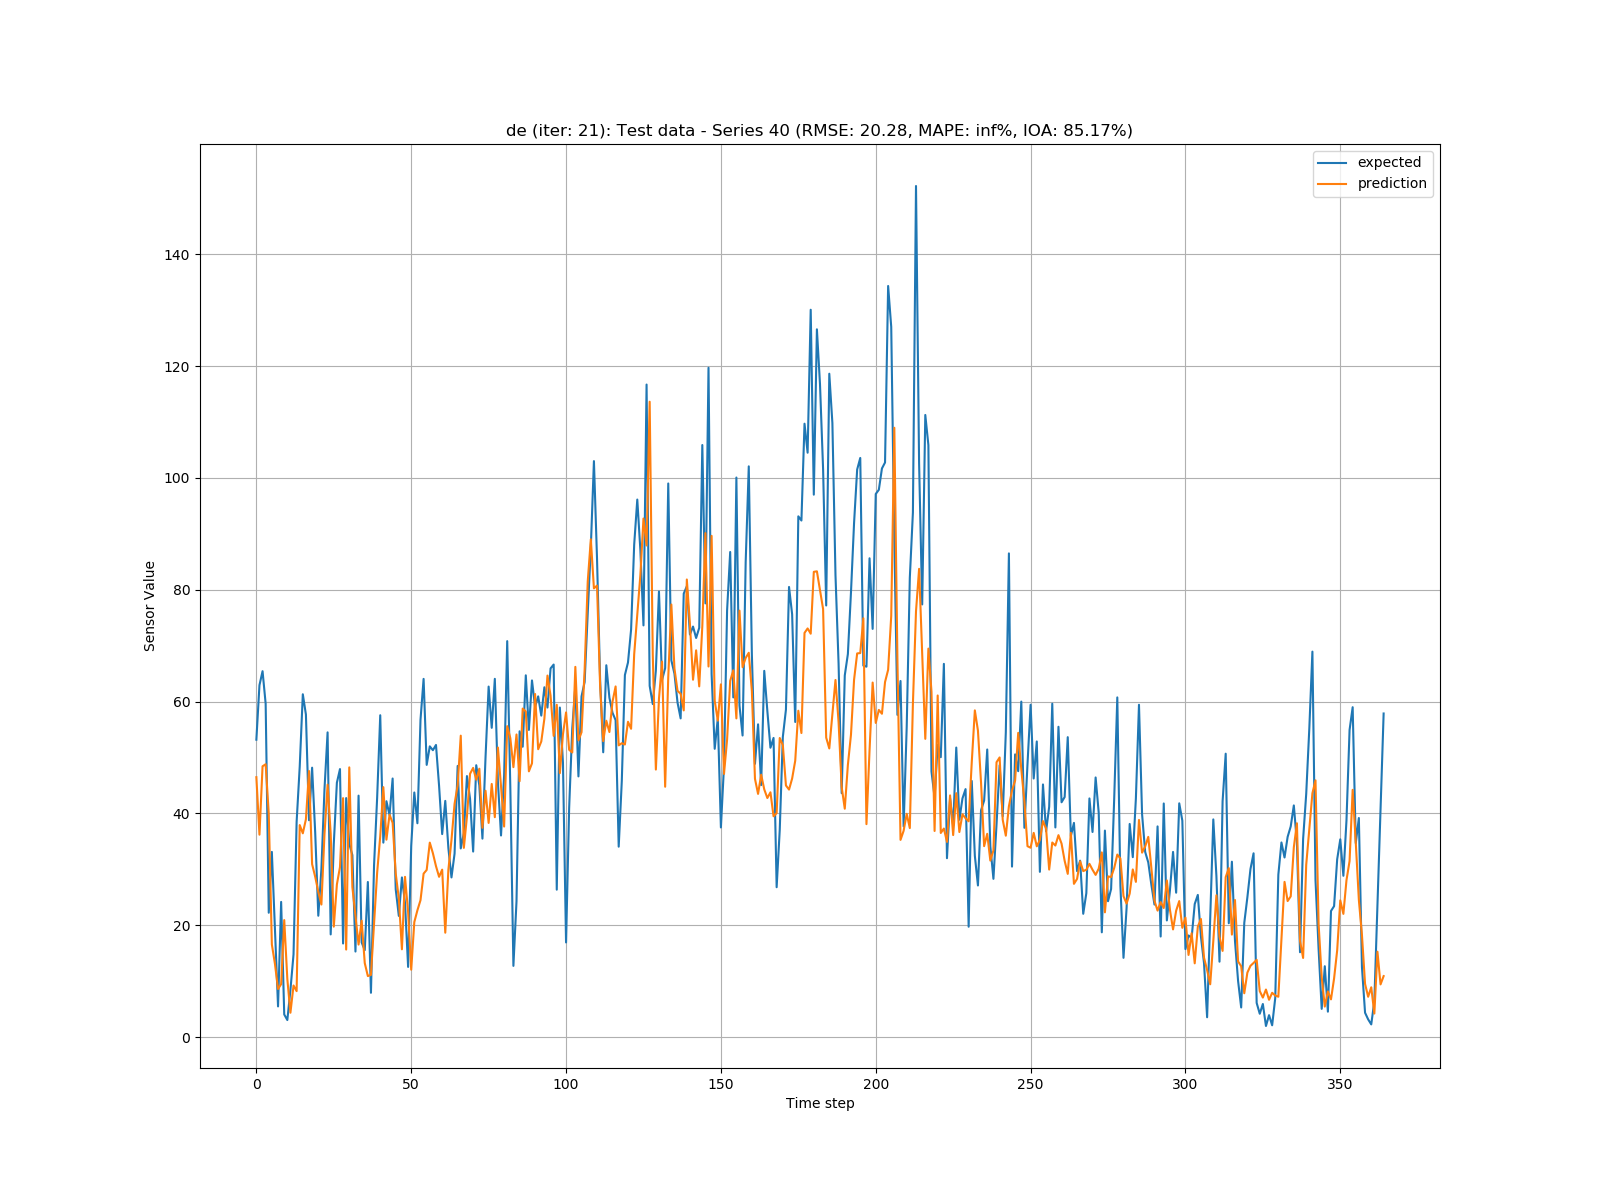 de (iter: 21): Test data - Series 40 (RMSE: 20.28, MAPE: inf%, IOA: 85.17%)
expected
prediction
140
120
100
80
60
40
20
0
Sensor Value
0 50 100 150 200 250 300 350
Time step